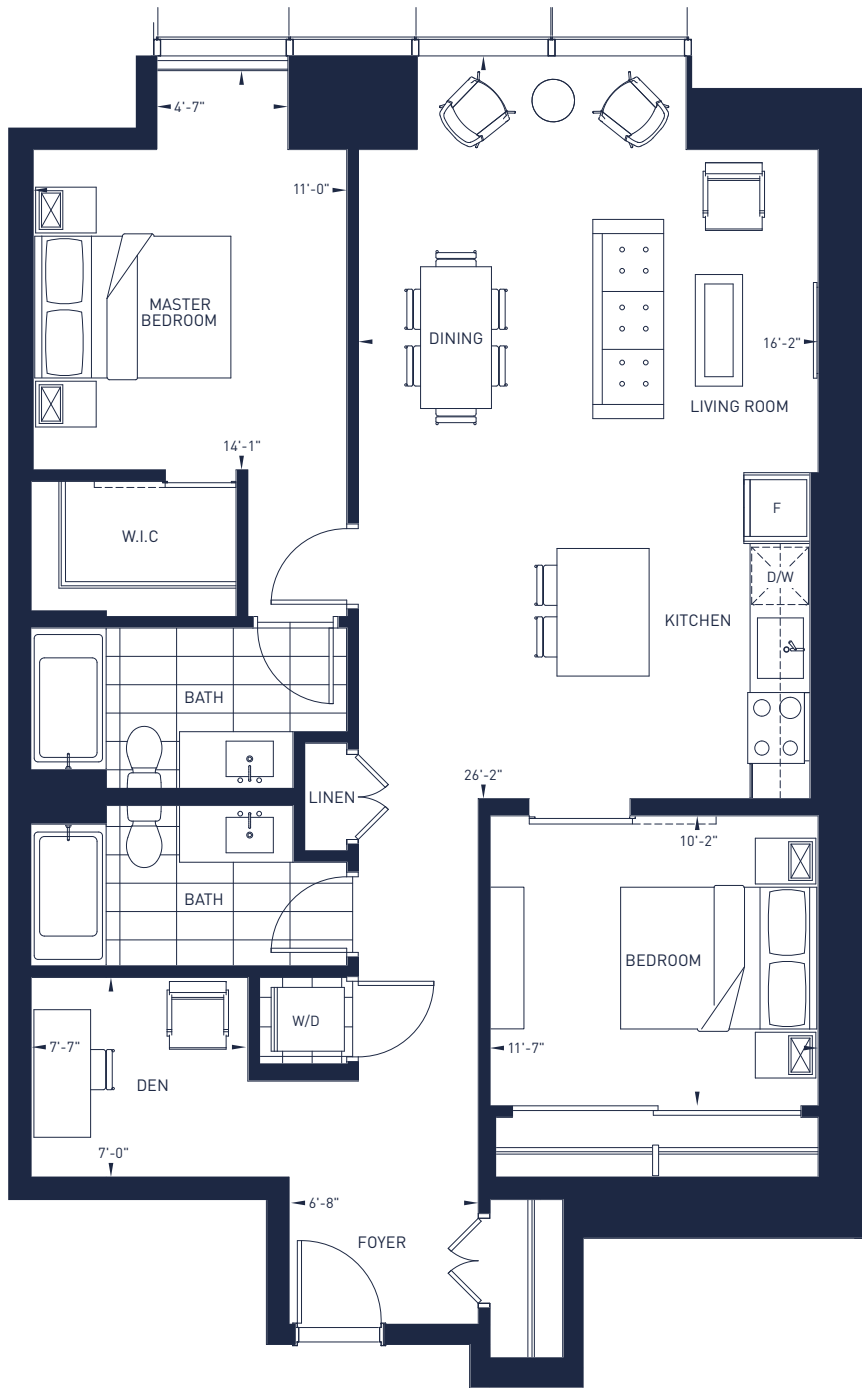 4'-7"
11'-0"
MASTER
BEDROOM
DINING
16'-2"
LIVING ROOM
14'-1"
F
W.I.C
D/W
KITCHEN
BATH
26'-2"
LINEN
10'-2"
BATH
BEDROOM
W/D
7'-7"
11'-7"
DEN
7'-0"
6'-8"
FOYER